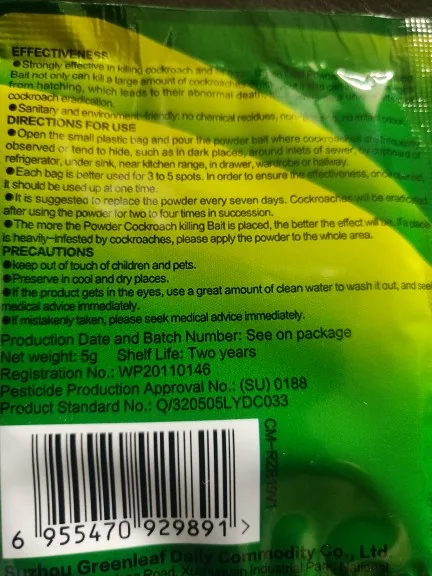 EFFECTIVENESS
●Strongly effective in killing cockroach and
Bait not only can kill a large amount of cockroaches
from hatching, which leads to their abnormal death
cockroach eradication.
●Sanitary and environment-friendly: no chemical residues,
DIRECTIONS FOR USE
●Open the small plastic bag and pour the powder bait where cockroaches are frequently
observed or tend to hide, such as in dark places, around inlets of sewer, by cupboard of
refrigerator, under sink, near kitchen range, in drawer, wardrobe or hallway.
●Each bag is better used for 3 to 5 spots. In order to ensure the effectiveness, once opened,
it should be used up at one time.
●It is suggested to replace the powder every seven days. Cockroaches will be eradicated
after using the powder for two to four times in succession.
●The more the Powder Cockroach killing Bait is placed, the better the effect will be. If a place
is heavily-infested by cockroaches, please apply the powder to the whole area.
PRECAUTIONS
●keep out of touch of children and pets.
●Preserve in cool and dry places.
●If the product gets in the eyes, use a great amount of clean water to wash it out, and seek
medical advice immediately.
●If mistakenly taken, please seek medical advice immediately.
Production Date and Batch Number: See on package
Net weight: 5g Shelf Life: Two years
Registration No.: WP20110146
Pesticide Production Approval No.: (SU) 0188
Product Standard No.: Q/320505LYDC033
6 955470 929891 >
Suzhou Greenleaf Daily Commodity Co., Ltd.
Road, Industrial Park, National